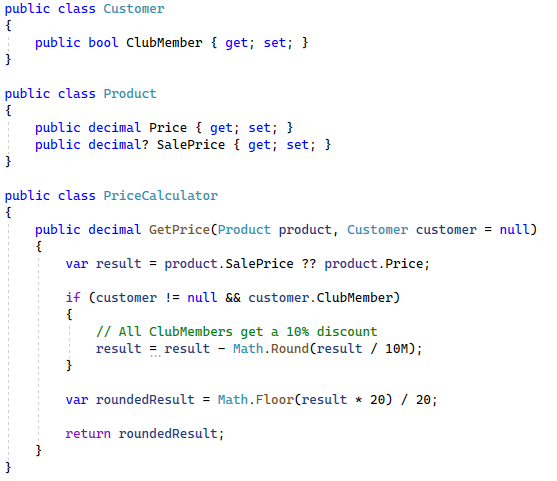 public class Customer
{
    public bool ClubMember { get; set; }
}

public class Product
{
    public decimal Price { get; set; }
    public decimal? SalePrice { get; set; }
}

public class PriceCalculator
{
    public decimal GetPrice(Product product, Customer customer = null)
    {
        var result = product.SalePrice ?? product.Price;

        if (customer != null && customer.ClubMember)
        {
            // All ClubMembers get a 10% discount
            result = result - Math.Round(result / 10M);
        }

        var roundedResult = Math.Floor(result * 20) / 20;

        return roundedResult;
    }
}